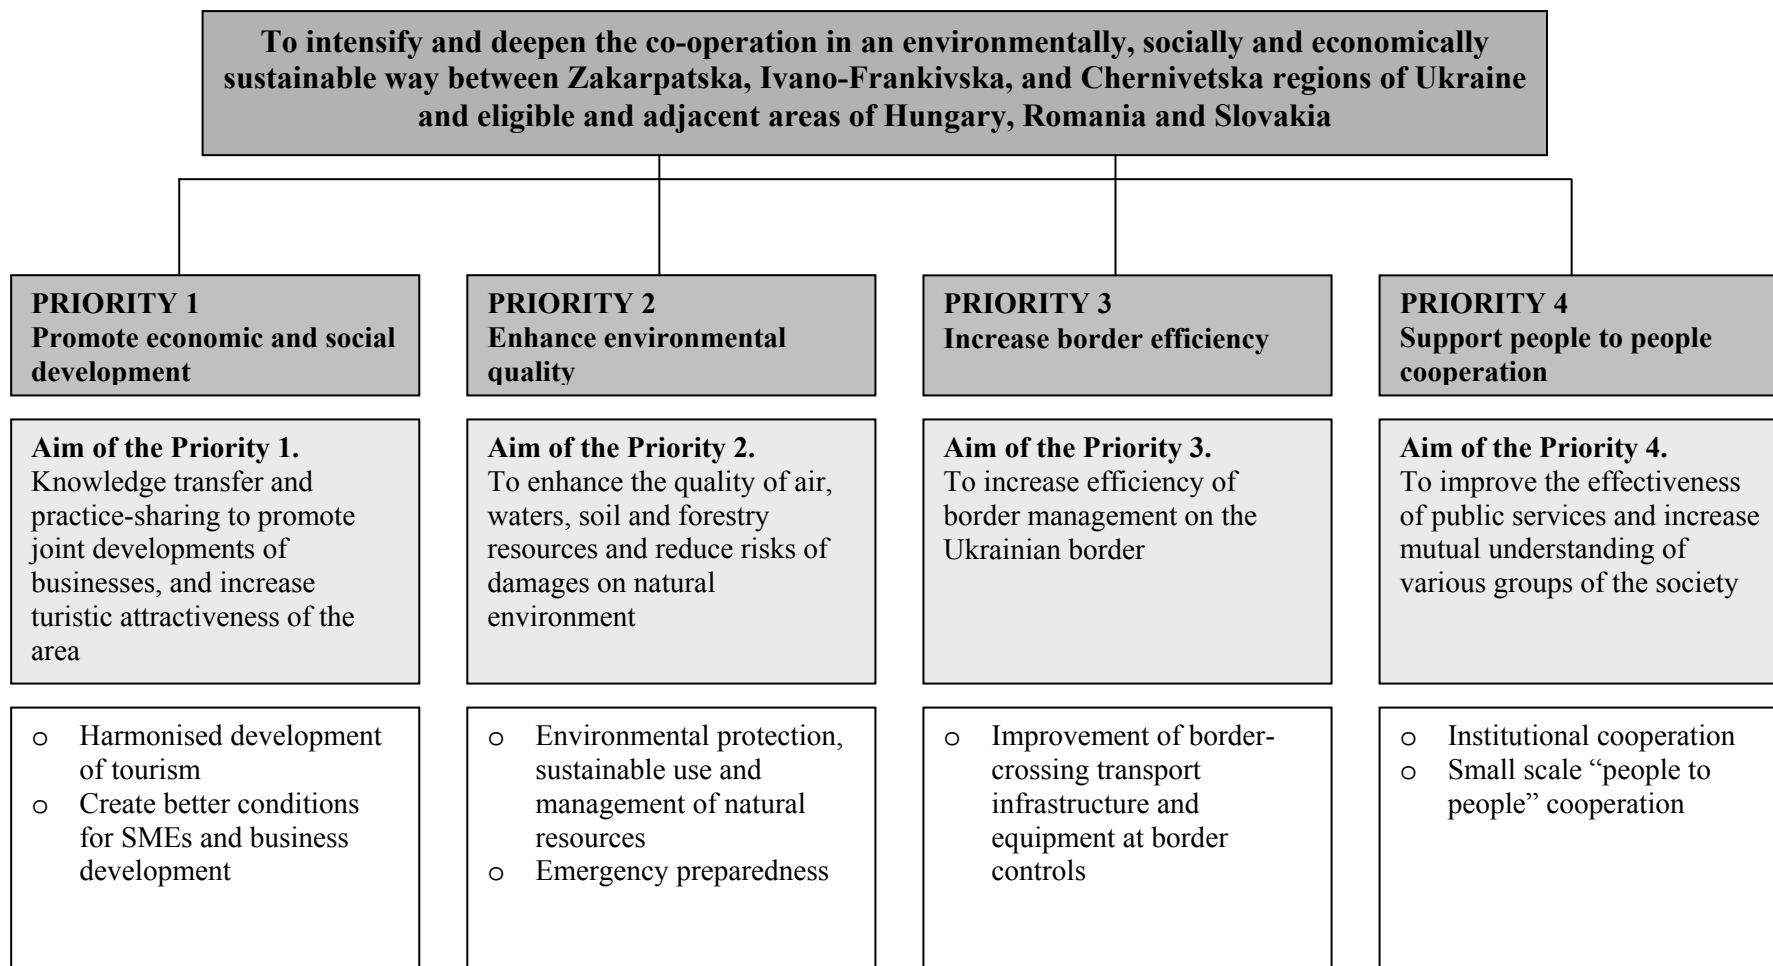 To intensify and deepen the co-operation in an environmentally, socially and economically
sustainable way between Zakarpatska, Ivano-Frankivska, and Chernivetska regions of Ukraine
and eligible and adjacent areas of Hungary, Romania and Slovakia
PRIORITY 1
Promote economic and social
development
PRIORITY 2
Enhance environmental
quality
PRIORITY 3
Increase border efficiency
PRIORITY 4
Support people to people
cooperation
Aim of the Priority 1.
Knowledge transfer and
practice-sharing to promote
joint developments of
businesses, and increase
turistic attractiveness of the
area
Aim of the Priority 2.
To enhance the quality of air,
waters, soil and forestry
resources and reduce risks of
damages on natural
environment
Aim of the Priority 3.
To increase efficiency of
border management on the
Ukrainian border
Aim of the Priority 4.
To improve the effectiveness
of public services and increase
mutual understanding of
various groups of the society
o Harmonised development
of tourism
o Create better conditions
for SMEs and business
development
o Environmental protection,
sustainable use and
management of natural
resources
o Emergency preparedness
o Improvement of border-
crossing transport
infrastructure and
equipment at border
controls
o Institutional cooperation
o Small scale “people to
people” cooperation